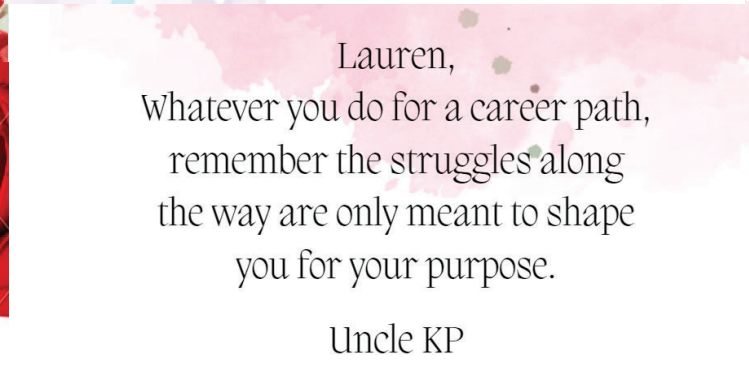 Lauren,
Whatever you do for a career path,
remember the struggles along
the way are only meant to shape
you for your purpose.
Uncle KP